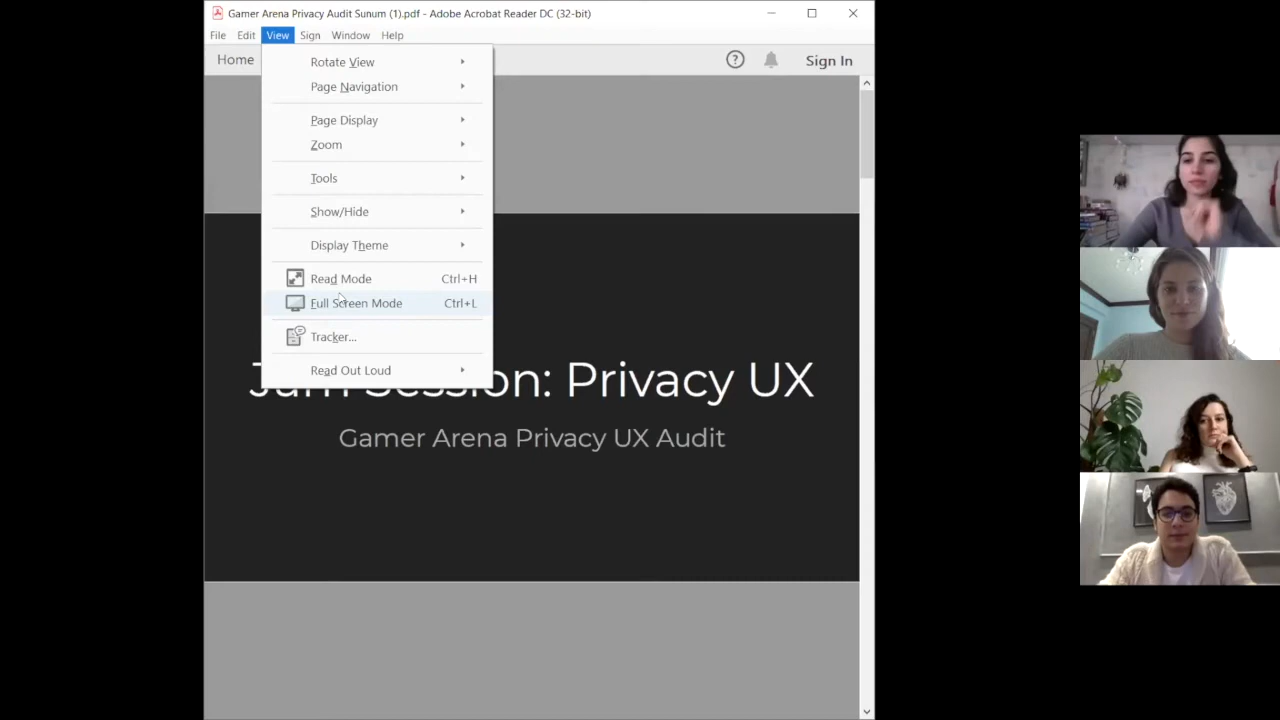 Gamer Arena Privacy Audit Sunum (1).pdf - Adobe Acrobat Reader DC (32-bit)
File Edit View Sign Window Help
Home Sign In
Rotate View
Page Navigation
Page Display
Zoom
Tools
Show/Hide
Display Theme
Read Mode Ctrl+H
Full Screen Mode Ctrl+L
Tracker...
Read Out Loud
Jam Session: Privacy UX
Gamer Arena Privacy UX Audit